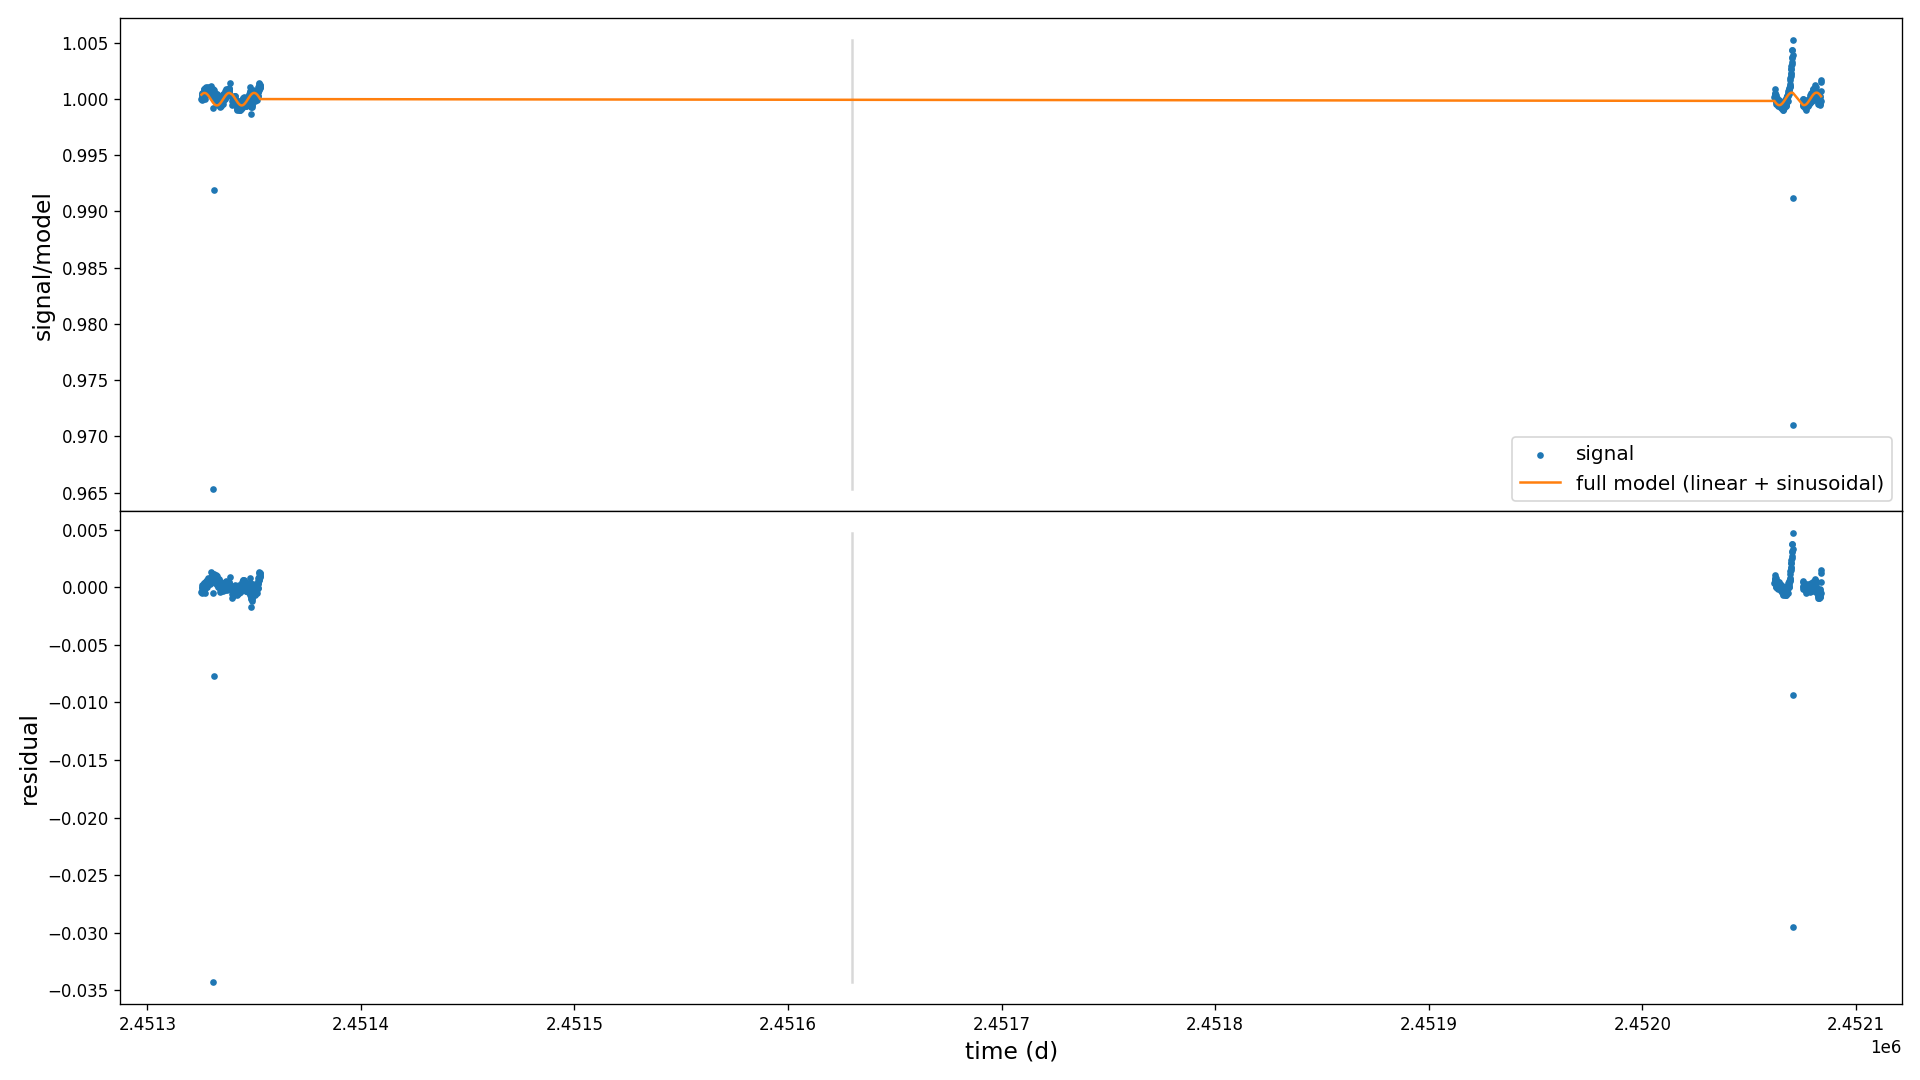 1.005
1.000
0.995
0.990
0.985
0.980
0.975
0.970
0.965
signal/model
signal
full model (linear + sinusoidal)
0.005
0.000
−0.005
−0.010
−0.015
−0.020
−0.025
−0.030
−0.035
residual
2.4513 2.4514 2.4515 2.4516 2.4517 2.4518 2.4519 2.4520 2.4521
1e6
time (d)